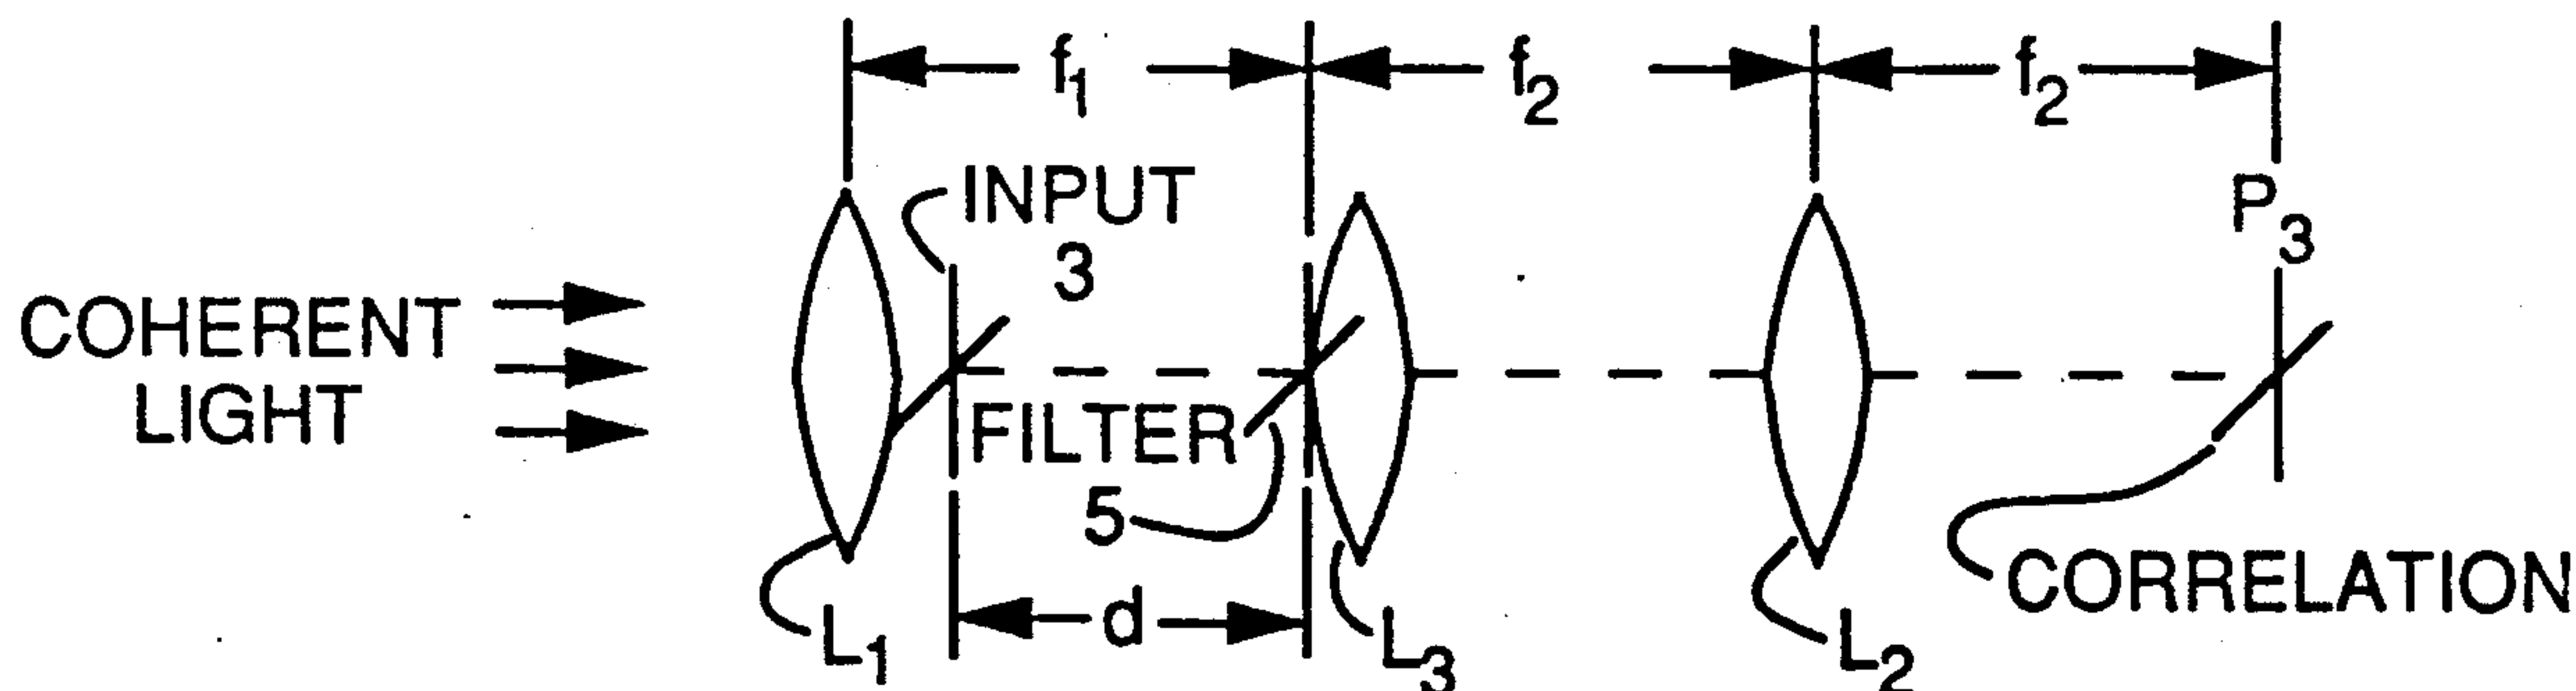 f1
f2
f2
INPUT
3
P3
COHERENT
LIGHT
FILTER
5
CORRELATION
d
L1
L3
L2